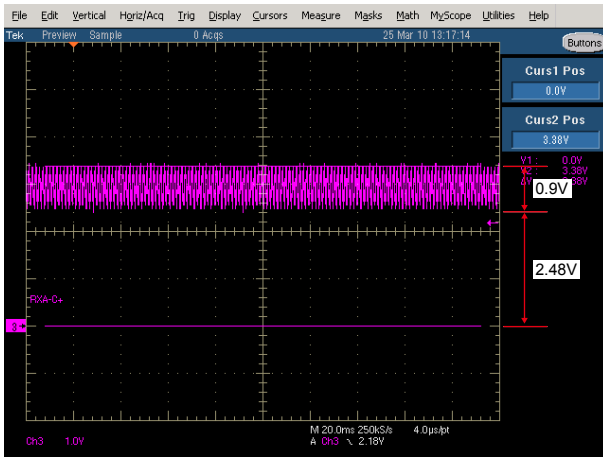 File Edit Vertical Horiz/Acq Trig Display Cursors Measure Masks Math MyScope Utilities Help
Tek Preview Sample 0 Acqs 25 Mar 10 13:17:14
Buttons
Curs1 Pos
0.0V
Curs2 Pos
3.38V
V1: 0.0V
V2: 3.38V
0.9V
2.48V
RXA-C+
3
M 20.0ms 250kS/s 4.0µs/pt
Ch3 1.0V
A Ch3 2.18V